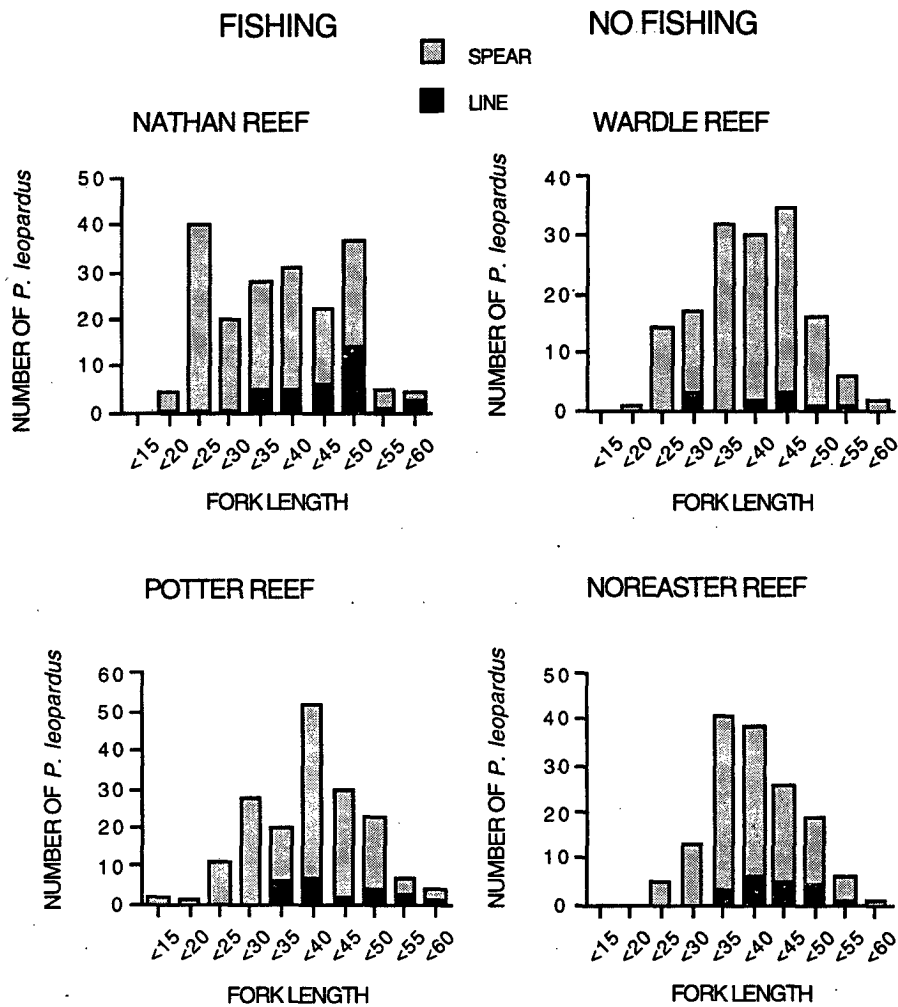 FISHING
NO FISHING
SPEAR
LINE
NATHAN REEF
NUMBER OF P. leopardus
50
40
30
20
10
0
<15 <20 <25 <30 <35 <40 <45 <50 <55 <60
FORK LENGTH
WARDLE REEF
NUMBER OF P. leopardus
40
30
20
10
0
<15 <20 <25 <30 <35 <40 <45 <50 <55 <60
FORK LENGTH
POTTER REEF
NUMBER OF P. leopardus
60
50
40
30
20
10
0
<15 <20 <25 <30 <35 <40 <45 <50 <55 <60
FORK LENGTH
NOREASTER REEF
NUMBER OF P. leopardus
50
40
30
20
10
0
<15 <20 <25 <30 <35 <40 <45 <50 <55 <60
FORK LENGTH